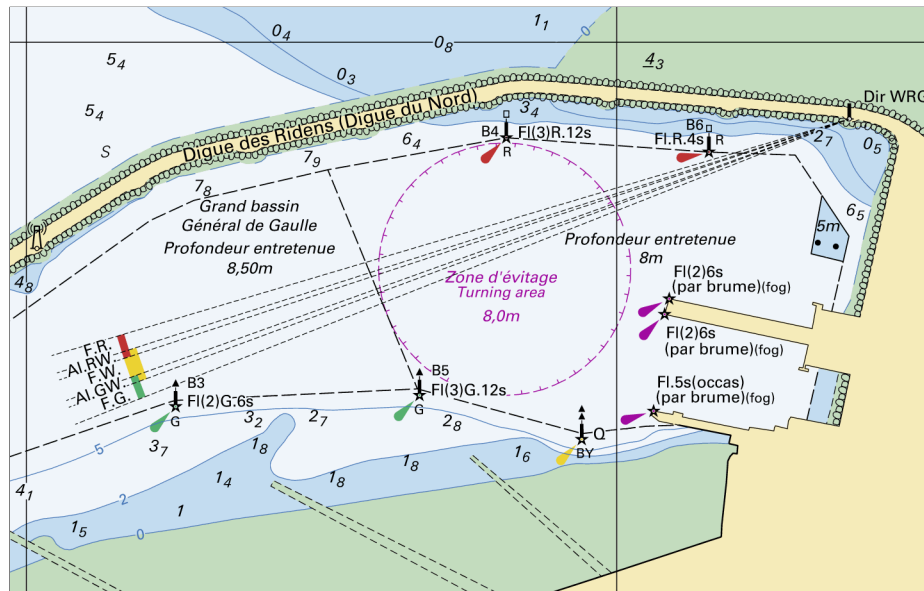 1₁
0₄
0₈
5₄
0₃
4₃
5₄
S
Digue des Ridens (Digue du Nord)
3₄
Dir WRG
B4
Fl(3)R.12s
R
B6
R
Fl.R.4s
2₇
0₅
6₄
7₉
7₈
Grand bassin
Général de Gaulle
Profondeur entretenue
8,50m
6₅
5m
Profondeur entretenue
8m
Zone d'évitage
Turning area
8,0m
4₈
Fl(2)6s
(par brume)(fog)
Fl(2)6s
(par brume)(fog)
F.R.
Al.RW.
F.W.
Al.GW.
F.G.
B3
Fl(2)G.6s
G
B5
Fl(3)G.12s
G
Fl.5s(occas)
(par brume)(fog)
Q
BY
5
3₇
3₂
2₇
2₈
1₈
1₆
4₁
2
1₄
1₈
1₈
1₅
1
0
0